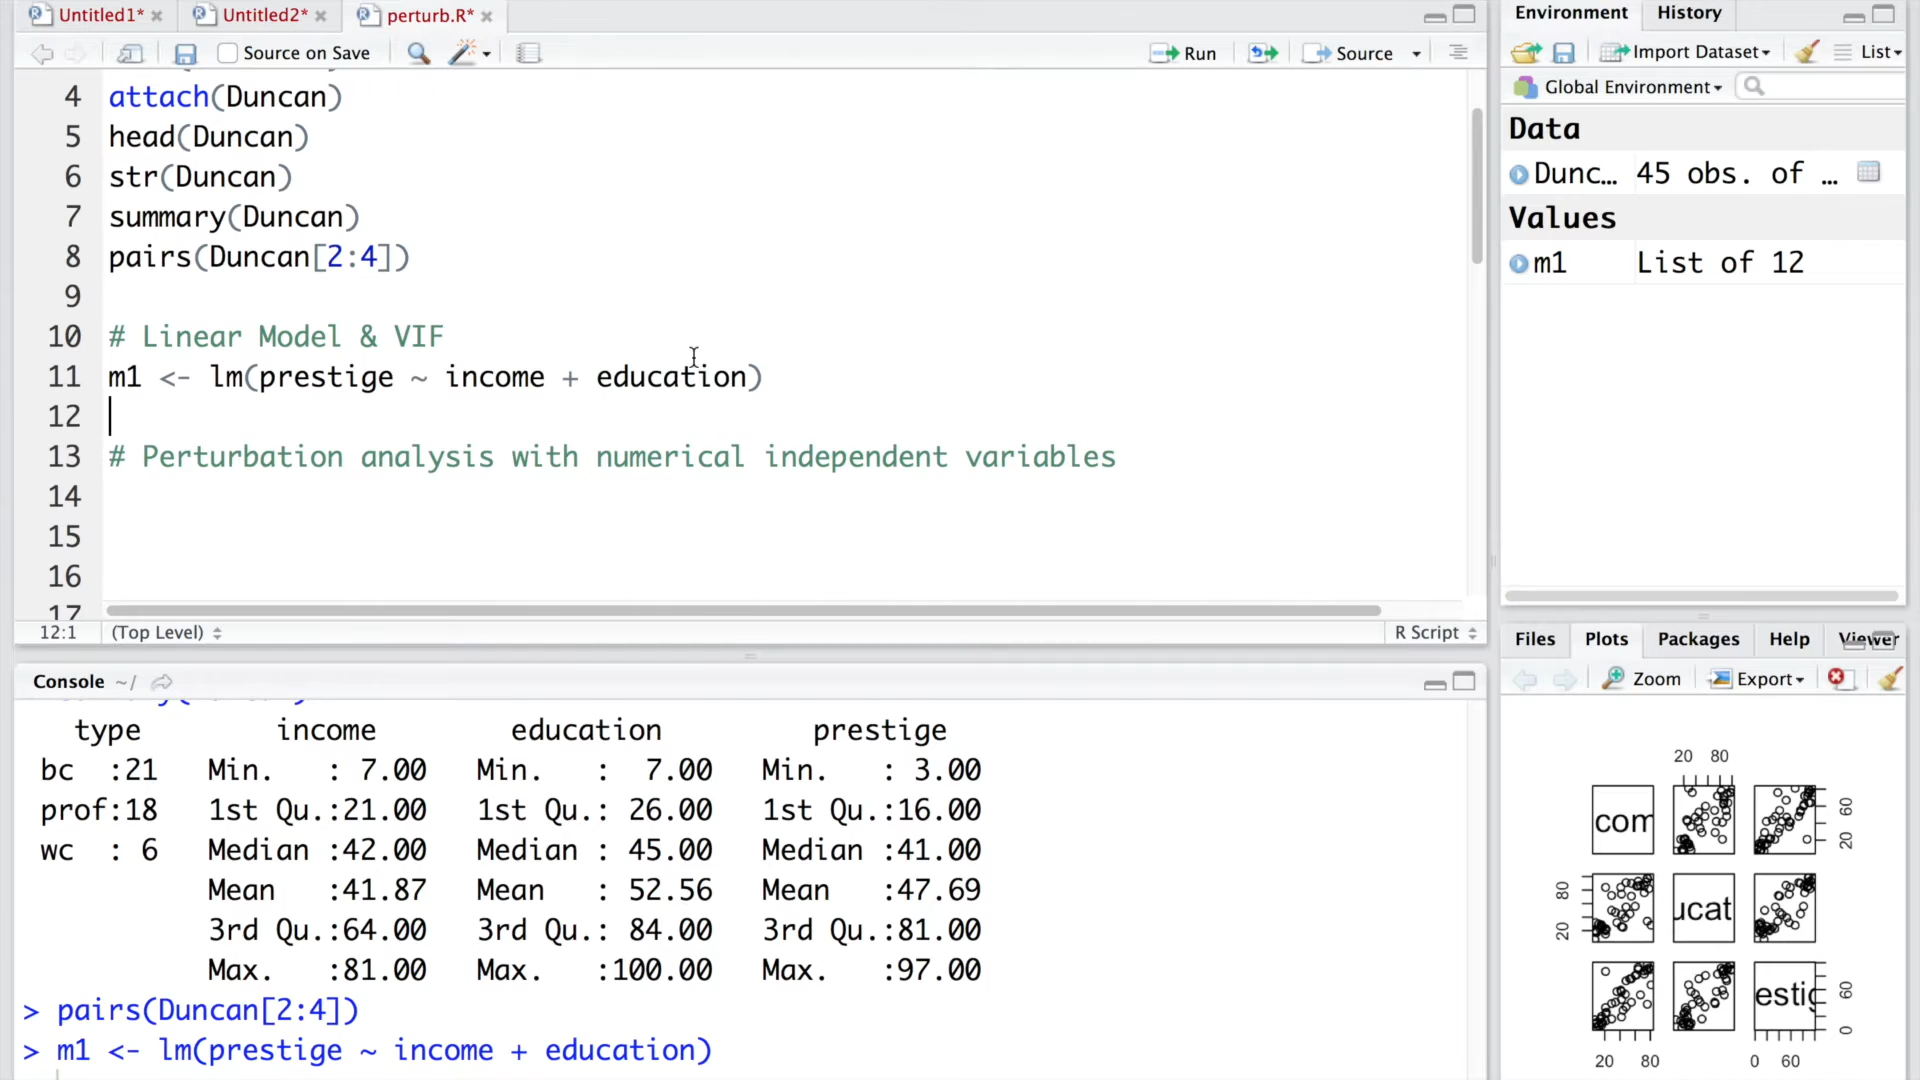 Untitled1* Untitled2* perturb.R*
Source on Save Run Source
4 attach(Duncan)
5 head(Duncan)
6 str(Duncan)
7 summary(Duncan)
8 pairs(Duncan[2:4])
9
10 # Linear Model & VIF
11 m1 <- lm(prestige ~ income + education)
12
13 # Perturbation analysis with numerical independent variables
14
15
16
17
12:1 (Top Level) R Script
Console ~/
type income education prestige
bc :21 Min. : 7.00 Min. : 7.00 Min. : 3.00
prof:18 1st Qu.:21.00 1st Qu.: 26.00 1st Qu.:16.00
wc : 6 Median :42.00 Median : 45.00 Median :41.00
Mean :41.87 Mean : 52.56 Mean :47.69
3rd Qu.:64.00 3rd Qu.: 84.00 3rd Qu.:81.00
Max. :81.00 Max. :100.00 Max. :97.00
> pairs(Duncan[2:4])
> m1 <- lm(prestige ~ income + education)
Environment History
Import Dataset List
Global Environment
Data
Dunc… 45 obs. of …
Values
m1 List of 12
Files Plots Packages Help Viewer
Zoom Export
20 80
com
20 60
20 80
ucat
estig
0 60
20 80 0 60